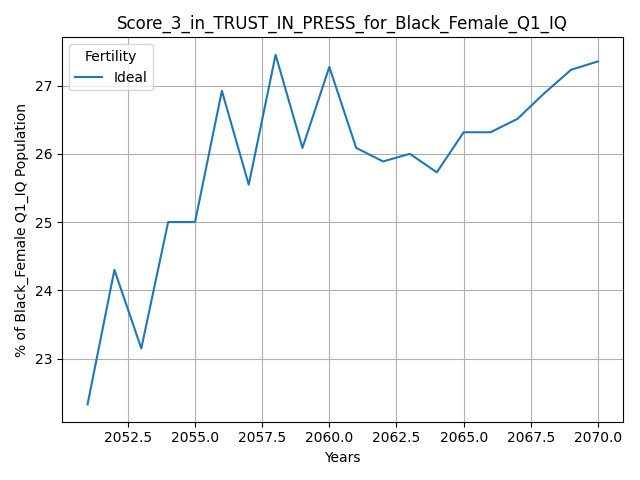 Score_3_in_TRUST_IN_PRESS_for_Black_Female_Q1_IQ
Fertility
Ideal
% of Black_Female Q1_IQ Population
27
26
25
24
23
2052.5 2055.0 2057.5 2060.0 2062.5 2065.0 2067.5 2070.0
Years